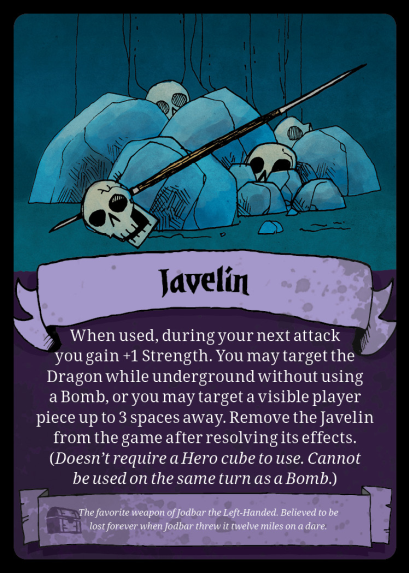 Javelin
When used, during your next attack
you gain +1 Strength. You may target the
Dragon while underground without using
a Bomb, or you may target a visible player
piece up to 3 spaces away. Remove the Javelin
from the game after resolving its effects.
(Doesn't require a Hero cube to use. Cannot
be used on the same turn as a Bomb.)
The favorite weapon of Jodbar the Left-Handed. Believed to be
lost forever when Jodbar threw it twelve miles on a dare.